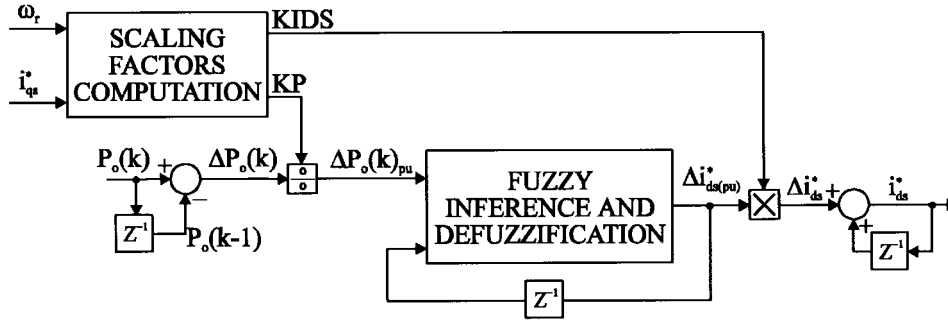 ω_r
i*_qs
SCALING
FACTORS
COMPUTATION
KIDS
KP
P_o(k)
+
−
Z⁻¹
P_o(k-1)
ΔP_o(k)
ΔP_o(k)_pu
FUZZY
INFERENCE AND
DEFUZZIFICATION
Z⁻¹
Δi*_ds(pu)
Δi*_ds
+
+
i*_ds
Z⁻¹